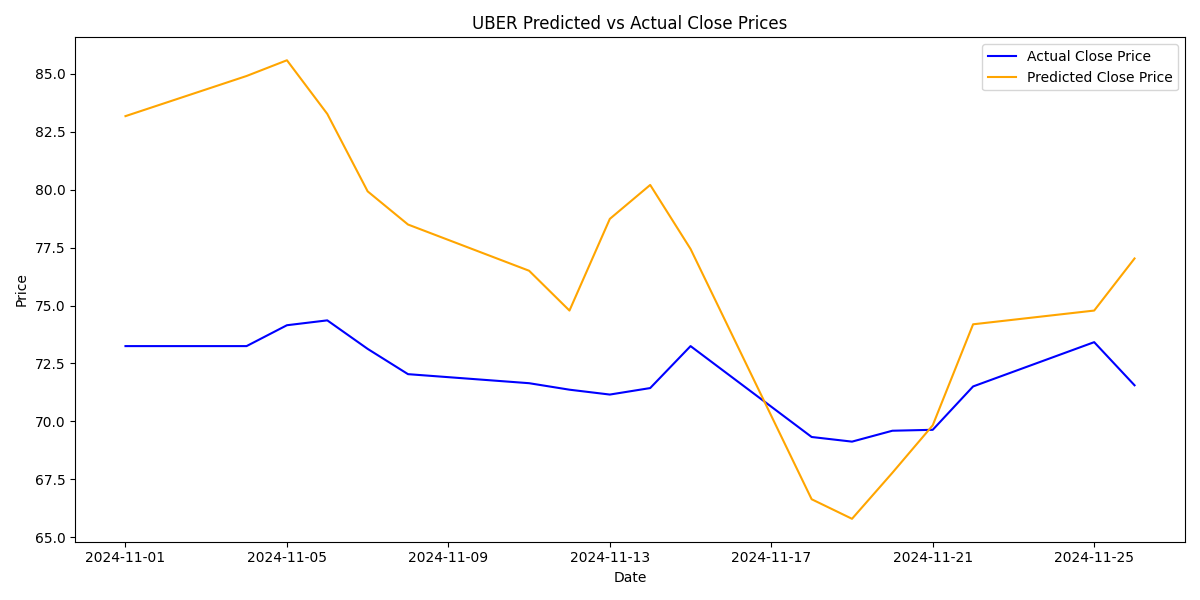 UBER Predicted vs Actual Close Prices
Actual Close Price
Predicted Close Price
Price
85.0
82.5
80.0
77.5
75.0
72.5
70.0
67.5
65.0
2024-11-01 2024-11-05 2024-11-09 2024-11-13 2024-11-17 2024-11-21 2024-11-25
Date